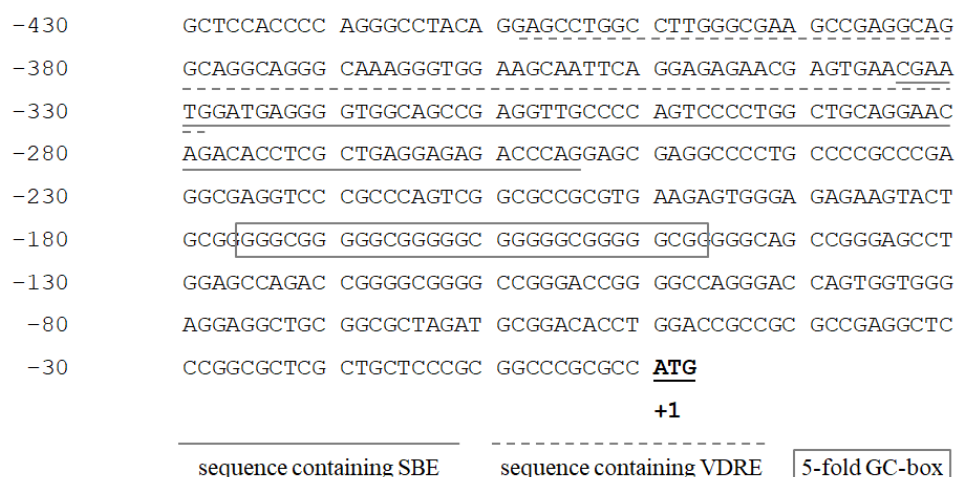 -430 GCTCCACCCC AGGGCCTACA GGAGCCTGGC CTTGGGCGAA GCCGAGGCAG
-380 GCAGGCAGGG CAAAGGGTGG AAGCAATTCA GGAGAGAACG AGTGAACGAA
-330 TGGATGAGGG GTGGCAGCCG AGGTTGCCCC AGTCCCCTGG CTGCAGGAAC
-280 AGACACCTCG CTGAGGAGAG ACCCAGGAGC GAGGCCCCTG CCCCGCCCGA
-230 GGCGAGGTCC CGCCCAGTCG GCGCCGCGTG AAGAGTGGGA GAGAAGTACT
-180 GCGGGGGCGG GGGCGGGGGC GGGGGCGGGG GCGGGGGCAG CCGGGAGCCT
-130 GGAGCCAGAC CGGGGCGGGG CCGGGACCGG GGCCAGGGAC CAGTGGTGGG
-80 AGGAGGCTGC GGCGCTAGAT GCGGACACCT GGACCGCCGC GCCGAGGCTC
-30 CCGGCGCTCG CTGCTCCCGC GGCCCGCGCC ATG
+1
sequence containing SBE sequence containing VDRE 5-fold GC-box